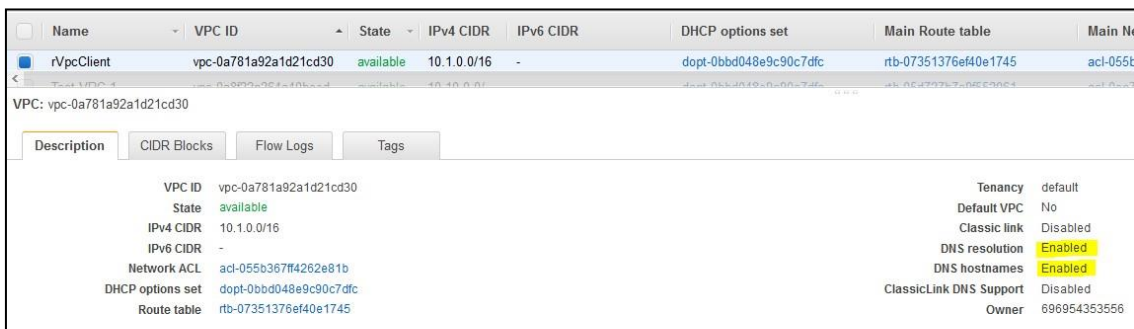 Name VPC ID State IPv4 CIDR IPv6 CIDR DHCP options set Main Route table Main Ne
rVpcClient vpc-0a781a92a1d21cd30 available 10.1.0.0/16 - dopt-0bbd048e9c90c7dfc rtb-07351376ef40e1745 acl-055b
VPC: vpc-0a781a92a1d21cd30
Description CIDR Blocks Flow Logs Tags
VPC ID vpc-0a781a92a1d21cd30 Tenancy default
State available Default VPC No
IPv4 CIDR 10.1.0.0/16 Classic link Disabled
IPv6 CIDR - DNS resolution Enabled
Network ACL acl-055b367ff4262e81b DNS hostnames Enabled
DHCP options set dopt-0bbd048e9c90c7dfc ClassicLink DNS Support Disabled
Route table rtb-07351376ef40e1745 Owner 696954353556